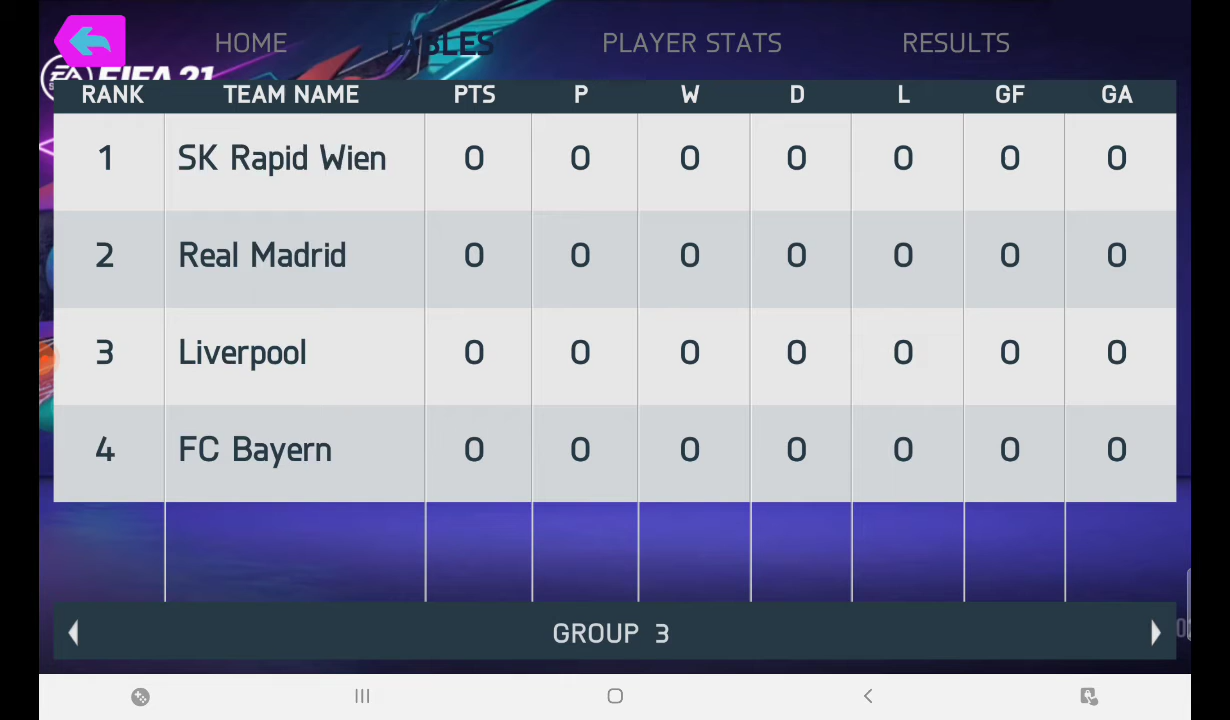 HOME TABLES PLAYER STATS RESULTS
EA FIFA 21
RANK TEAM NAME PTS P W D L GF GA
1 SK Rapid Wien 0 0 0 0 0 0 0
2 Real Madrid 0 0 0 0 0 0 0
3 Liverpool 0 0 0 0 0 0 0
4 FC Bayern 0 0 0 0 0 0 0
GROUP 3